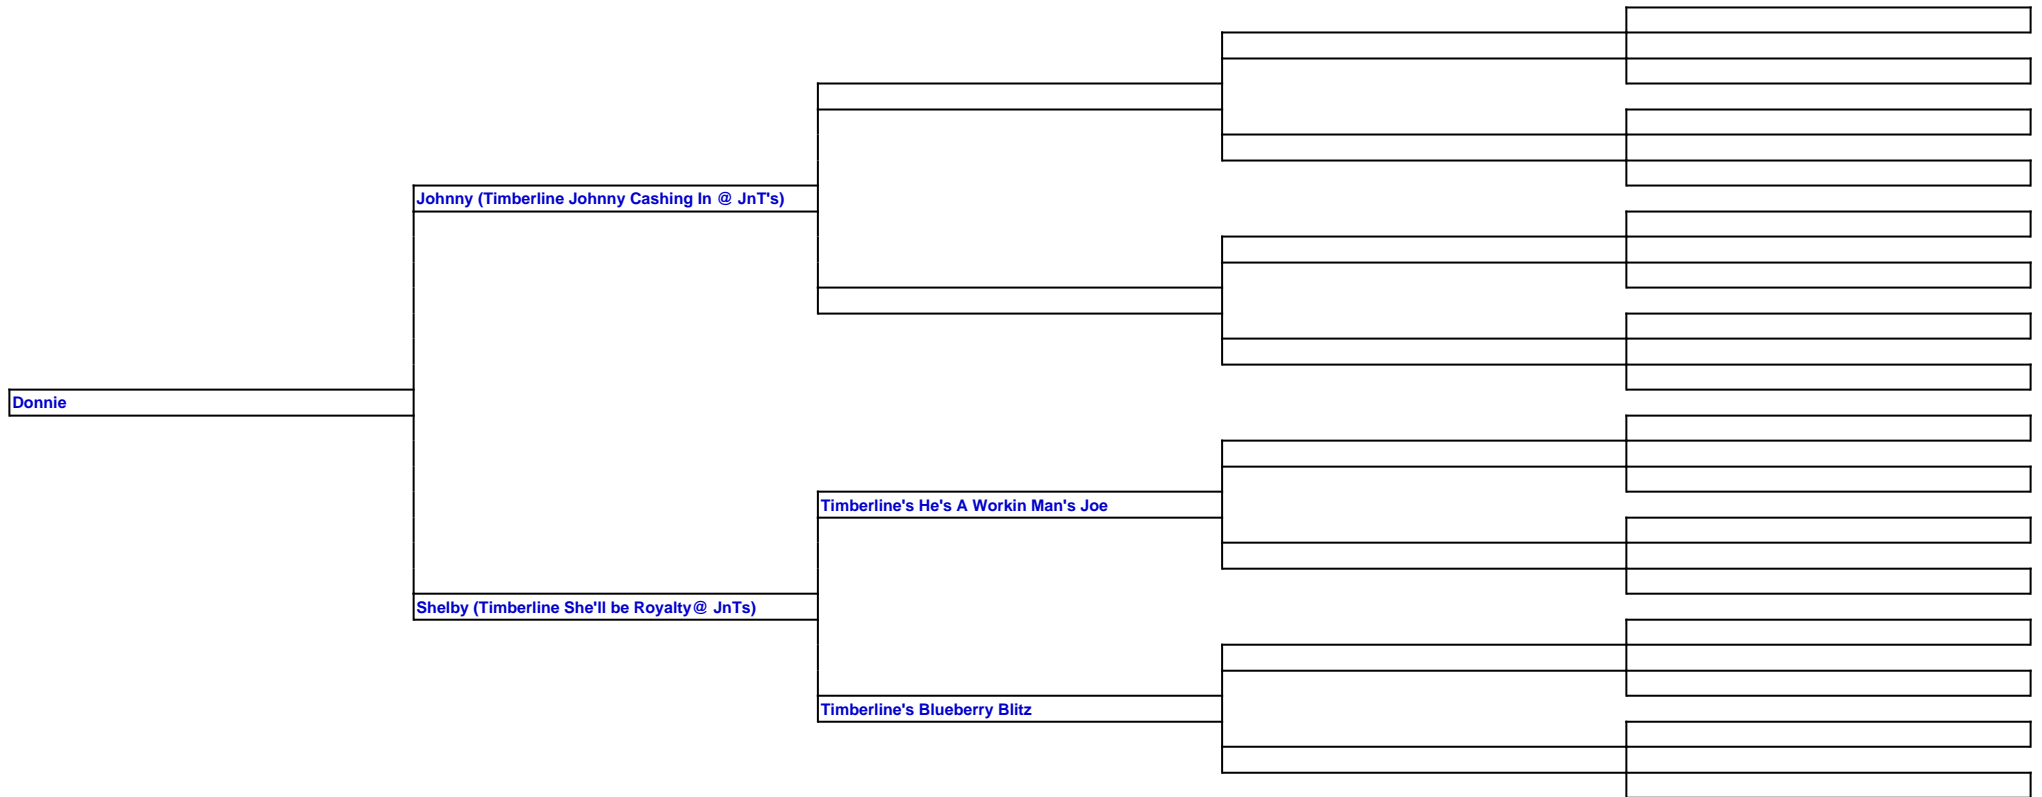 Johnny (Timberline Johnny Cashing In @ JnT's)
Donnie
Timberline's He's A Workin Man's Joe
Shelby (Timberline She'll be Royalty@ JnTs)
Timberline's Blueberry Blitz